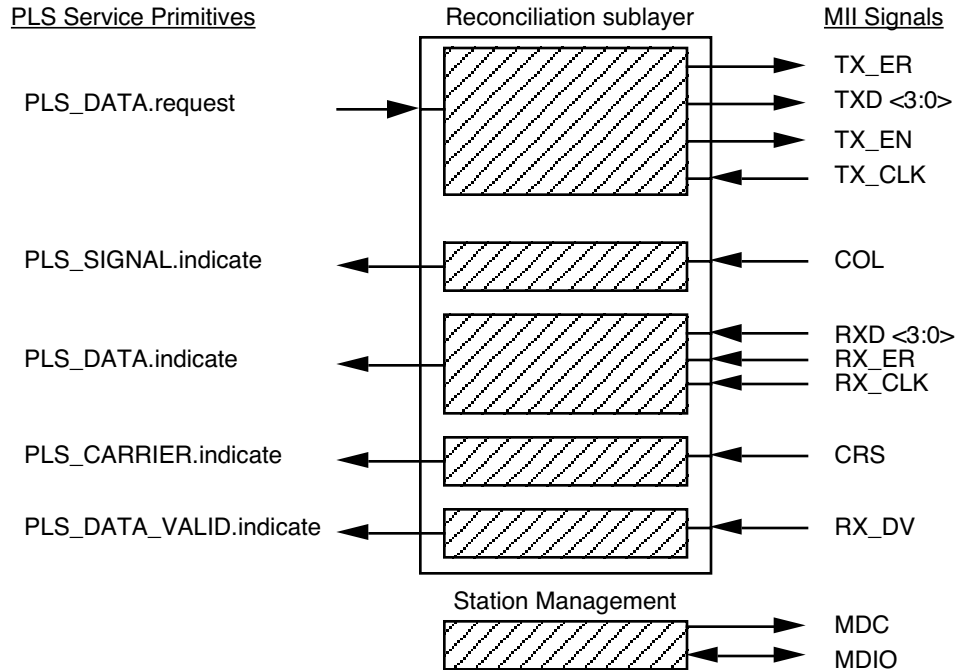 PLS Service Primitives Reconciliation sublayer MII Signals
TX_ER
PLS_DATA.request TXD <3:0>
TX_EN
TX_CLK
PLS_SIGNAL.indicate COL
RXD <3:0>
PLS_DATA.indicate RX_ER
RX_CLK
PLS_CARRIER.indicate CRS
PLS_DATA_VALID.indicate RX_DV
Station Management
MDC
MDIO